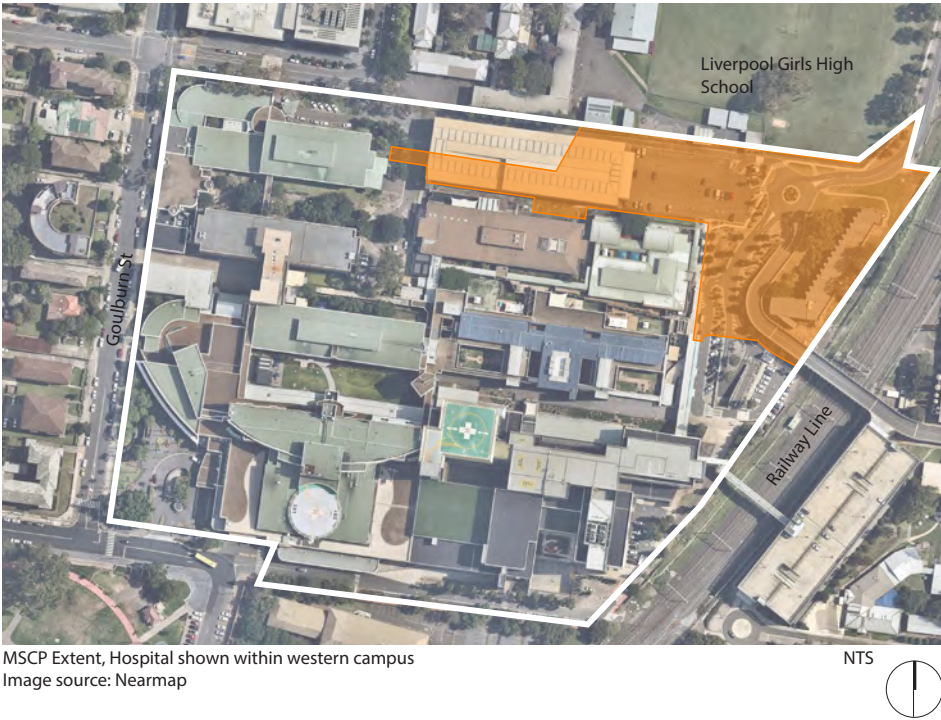 Liverpool Girls High
School
Goulburn St
Railway Line
MSCP Extent, Hospital shown within western campus
NTS
Image source: Nearmap